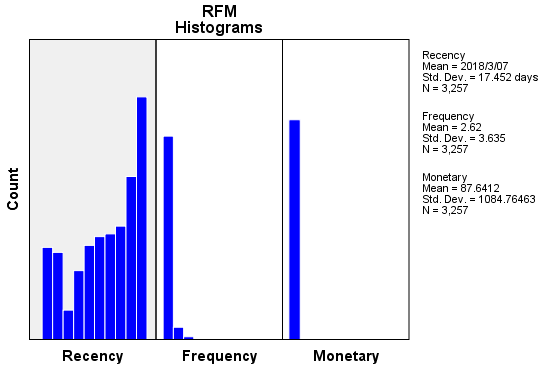 RFM
Histograms
Recency
Mean = 2018/3/07
Std. Dev. = 17.452 days
N = 3,257
Frequency
Mean = 2.62
Std. Dev. = 3.635
N = 3,257
Monetary
Mean = 87.6412
Std. Dev. = 1084.76463
N = 3,257
Count
Recency
Frequency
Monetary